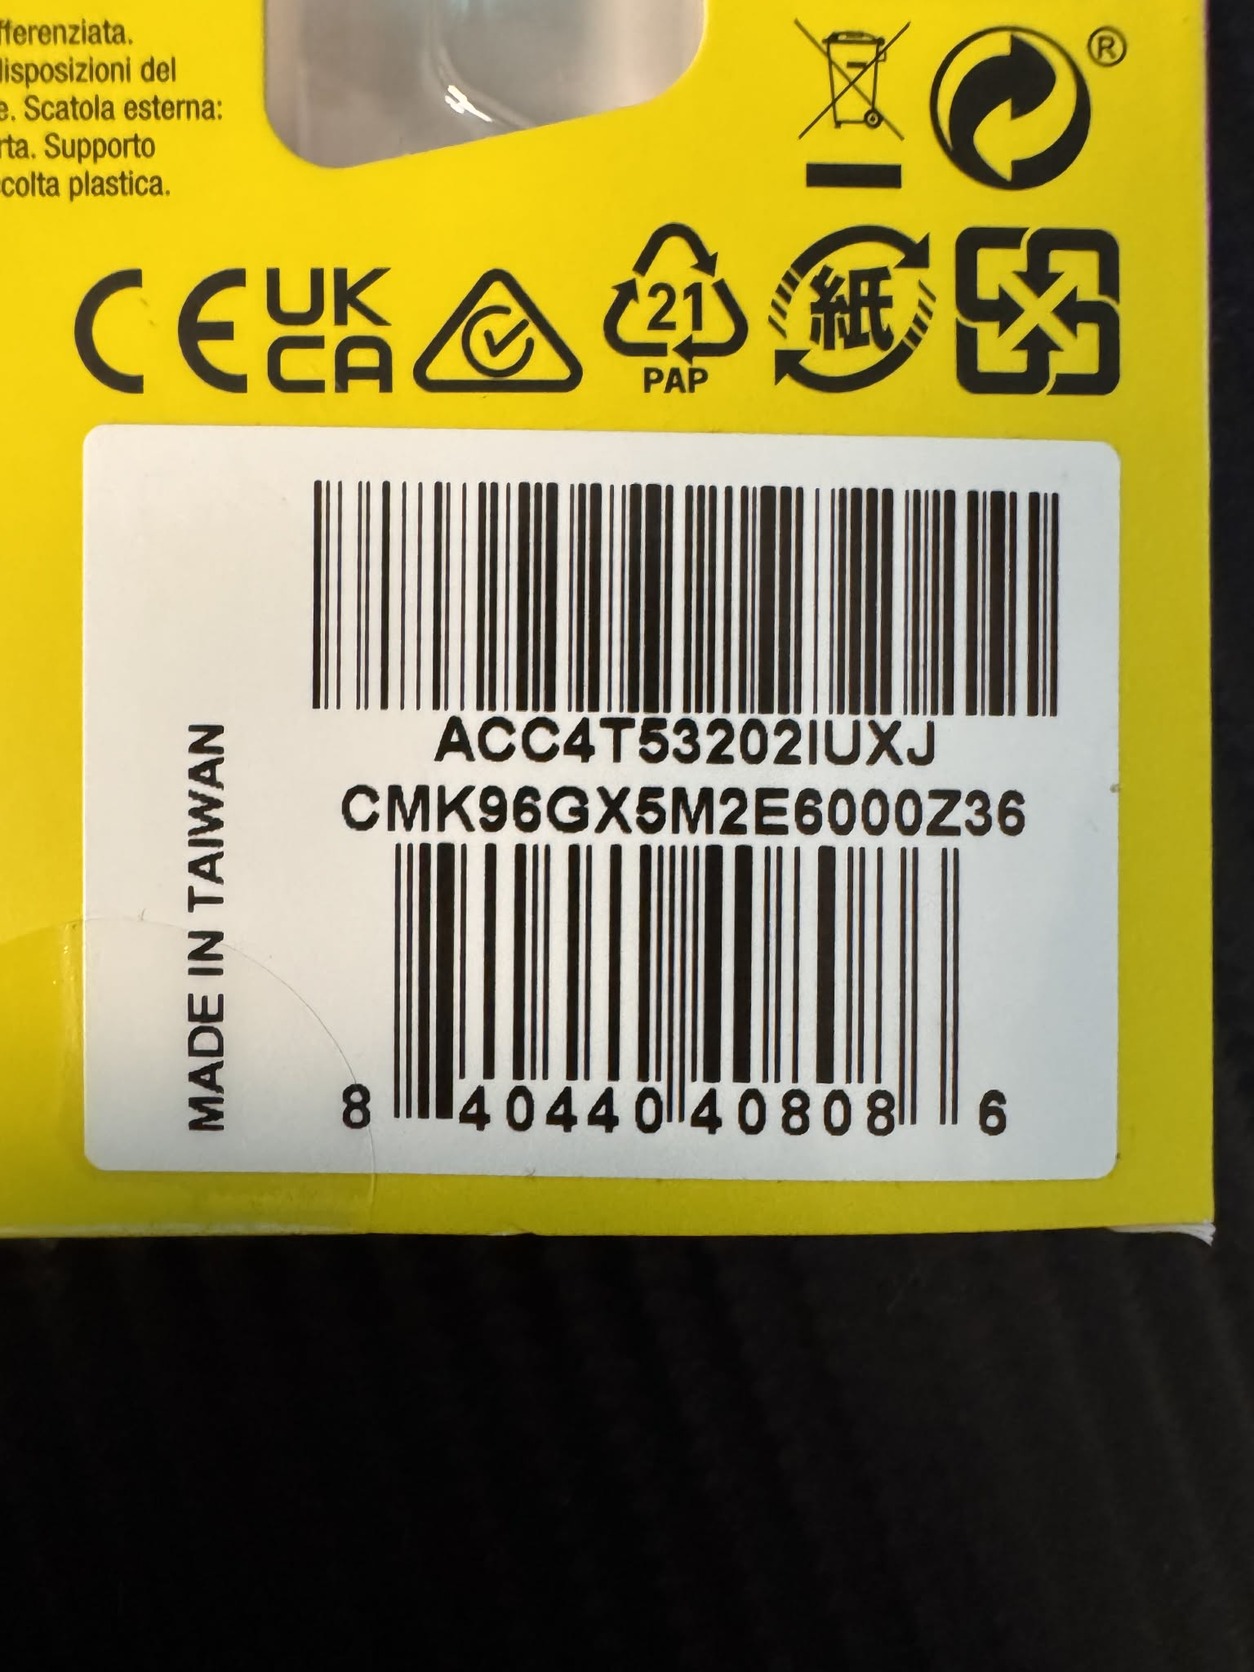 fferenziata.
disposizioni del
e. Scatola esterna:
rta. Supporto
ccolta plastica.
®
CE
UK
CA
21
PAP
紙
ACC4T53202IUXJ
CMK96GX5M2E6000Z36
MADE IN TAIWAN
8 40440 40808 6